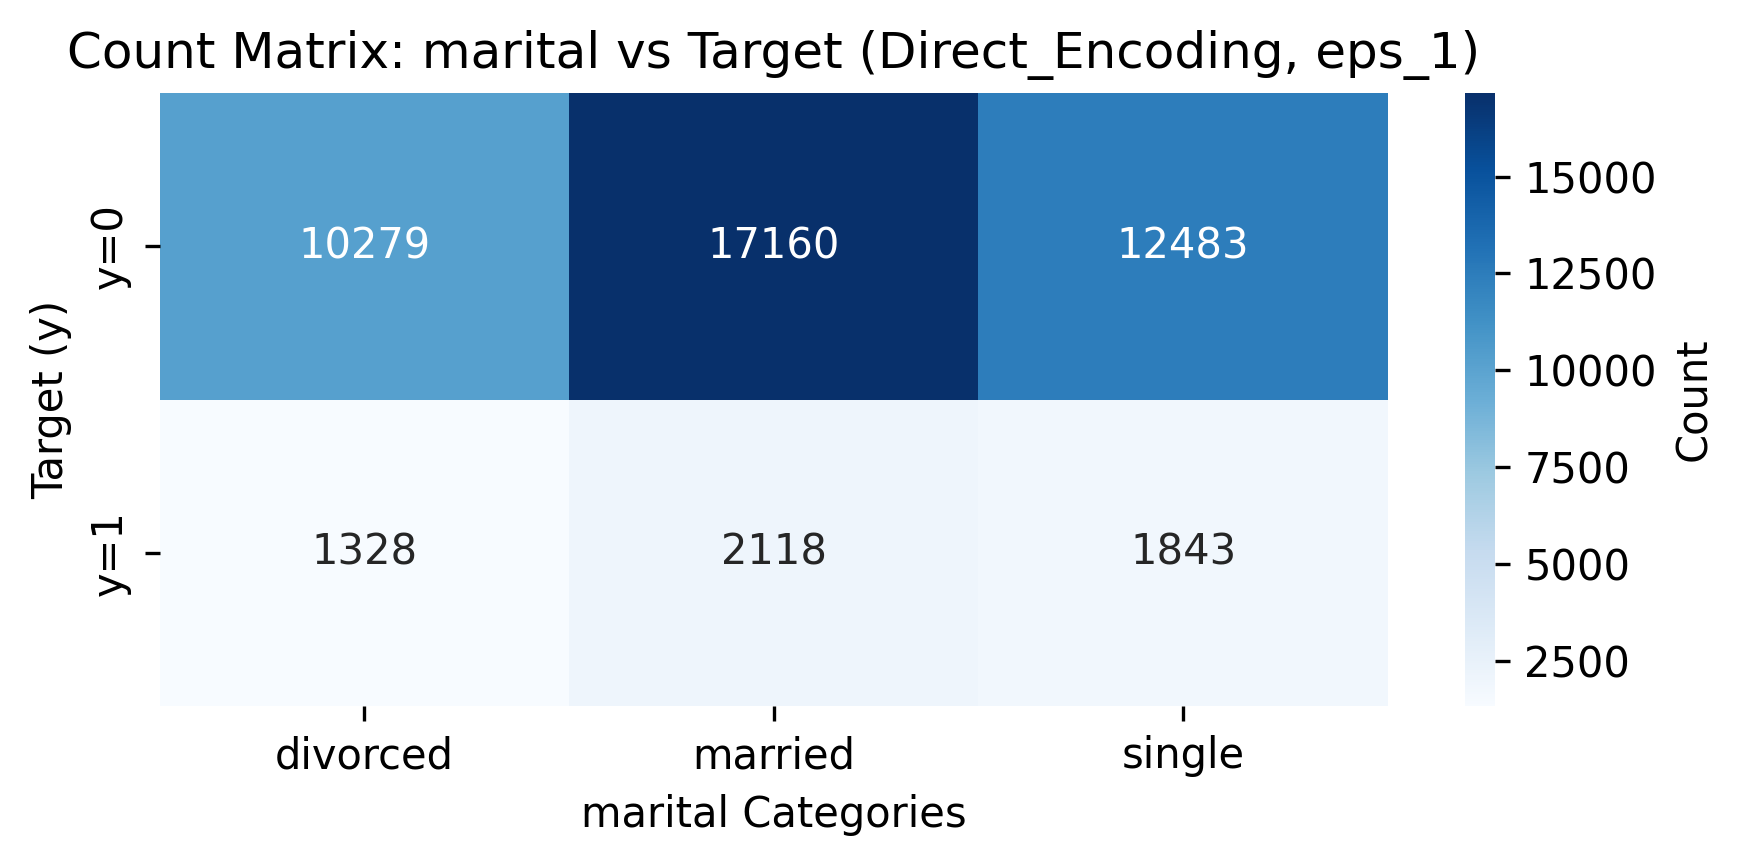 Count Matrix: marital vs Target (Direct_Encoding, eps_1)
Target (y)
y=0
10279 17160 12483
y=1
1328 2118 1843
divorced married single
marital Categories
15000
12500
10000
7500
5000
2500
Count